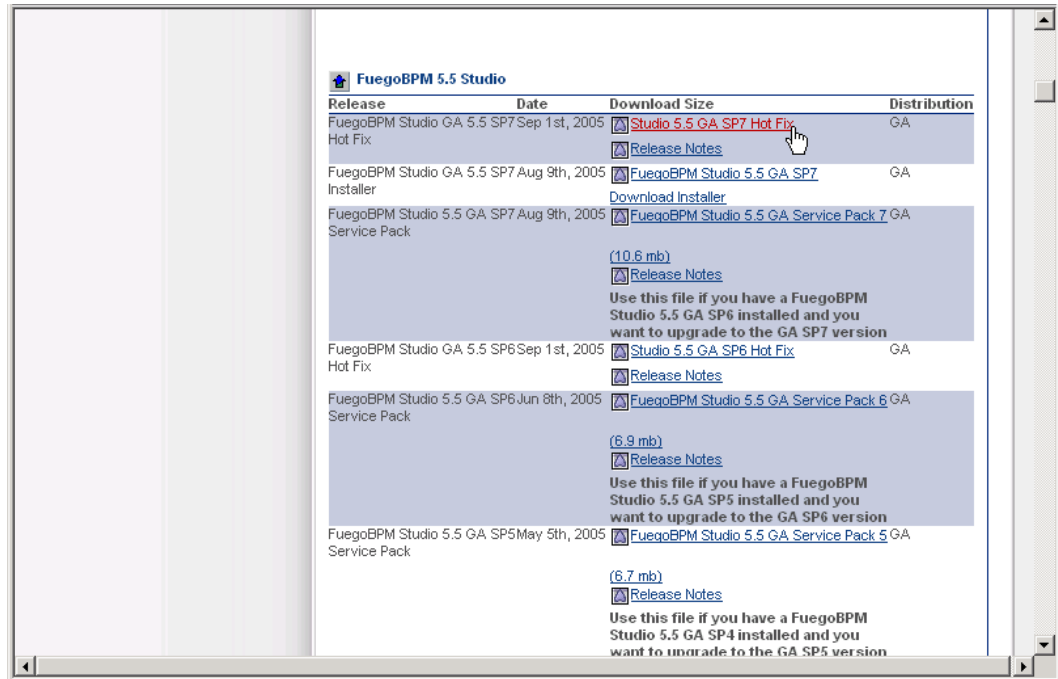 FuegoBPM 5.5 Studio
Release Date Download Size Distribution
FuegoBPM Studio GA 5.5 SP7 Sep 1st, 2005 Studio 5.5 GA SP7 Hot Fix GA
Hot Fix
Release Notes
FuegoBPM Studio GA 5.5 SP7 Aug 9th, 2005 FuegoBPM Studio 5.5 GA SP7 GA
Installer
Download Installer
FuegoBPM Studio 5.5 GA SP7 Aug 9th, 2005 FuegoBPM Studio 5.5 GA Service Pack 7 GA
Service Pack
(10.6 mb)
Release Notes
Use this file if you have a FuegoBPM
Studio 5.5 GA SP6 installed and you
want to upgrade to the GA SP7 version
FuegoBPM Studio GA 5.5 SP6 Sep 1st, 2005 Studio 5.5 GA SP6 Hot Fix GA
Hot Fix
Release Notes
FuegoBPM Studio 5.5 GA SP6 Jun 8th, 2005 FuegoBPM Studio 5.5 GA Service Pack 6 GA
Service Pack
(6.9 mb)
Release Notes
Use this file if you have a FuegoBPM
Studio 5.5 GA SP5 installed and you
want to upgrade to the GA SP6 version
FuegoBPM Studio 5.5 GA SP5 May 5th, 2005 FuegoBPM Studio 5.5 GA Service Pack 5 GA
Service Pack
(6.7 mb)
Release Notes
Use this file if you have a FuegoBPM
Studio 5.5 GA SP4 installed and you
want to upgrade to the GA SP5 version